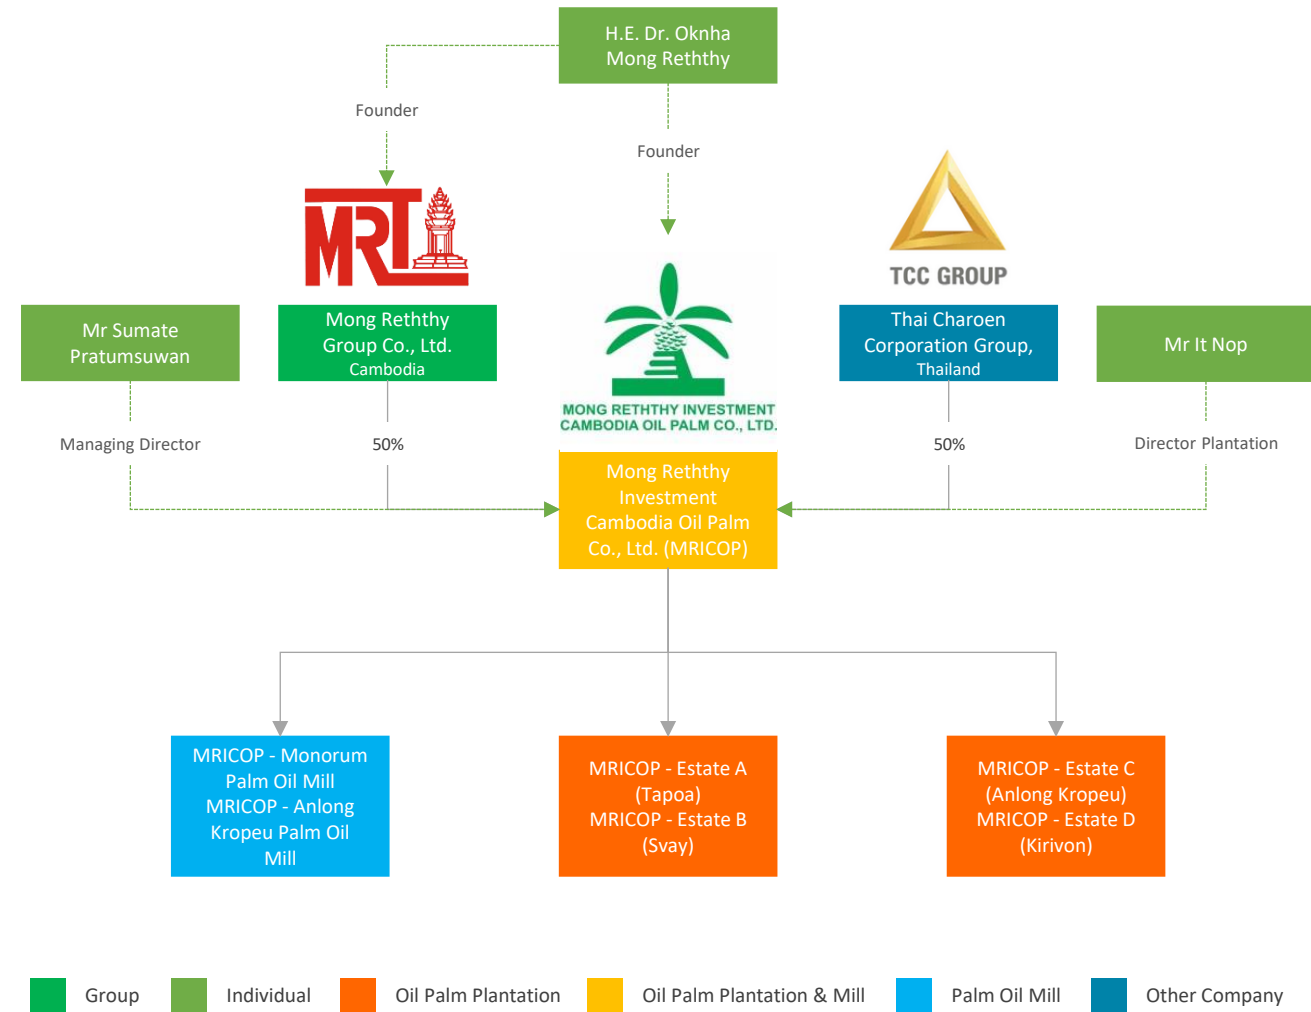 H.E. Dr. Oknha
Mong Reththy
Founder
Founder
MRT
TCC GROUP
Mr Sumate
Pratumsuwan
Mong Reththy
Group Co., Ltd.
Cambodia
Thai Charoen
Corporation Group,
Thailand
Mr It Nop
MONG RETHTHY INVESTMENT
CAMBODIA OIL PALM CO., LTD.
Managing Director
50%
50%
Director Plantation
Mong Reththy
Investment
Cambodia Oil Palm
Co., Ltd. (MRICOP)
MRICOP - Monorum
Palm Oil Mill
MRICOP - Anlong
Kropeu Palm Oil
Mill
MRICOP - Estate A
(Tapoa)
MRICOP - Estate B
(Svay)
MRICOP - Estate C
(Anlong Kropeu)
MRICOP - Estate D
(Kirivon)
Group
Individual
Oil Palm Plantation
Oil Palm Plantation & Mill
Palm Oil Mill
Other Company